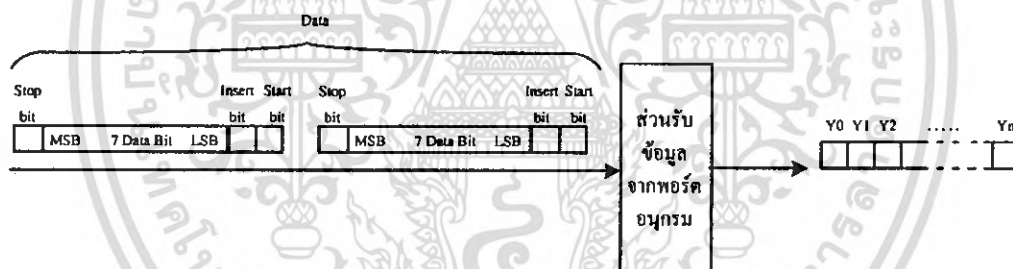 Data
Stop bit
MSB 7 Data Bit LSB
Insert bit
Start bit
Stop bit
MSB 7 Data Bit LSB
Insert bit
Start bit
ส่วนรับ
ข้อมูล
จากพอร์ต
อนุกรม
Y0 Y1 Y2 ..... Yn